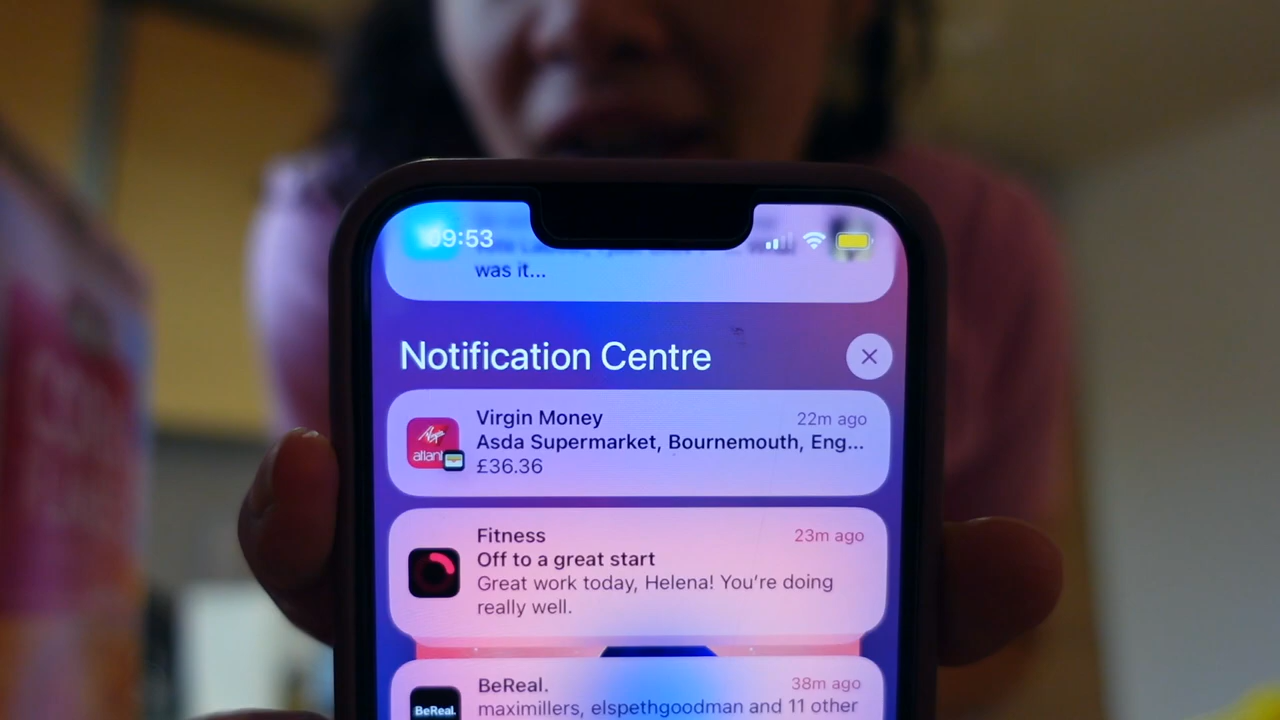 09:53
was it...
Notification Centre
Virgin Money
22m ago
Asda Supermarket, Bournemouth, Eng...
£36.36
Fitness
23m ago
Off to a great start
Great work today, Helena! You're doing
really well.
BeReal.
38m ago
BeReal.
maximillers, elspethgoodman and 11 other